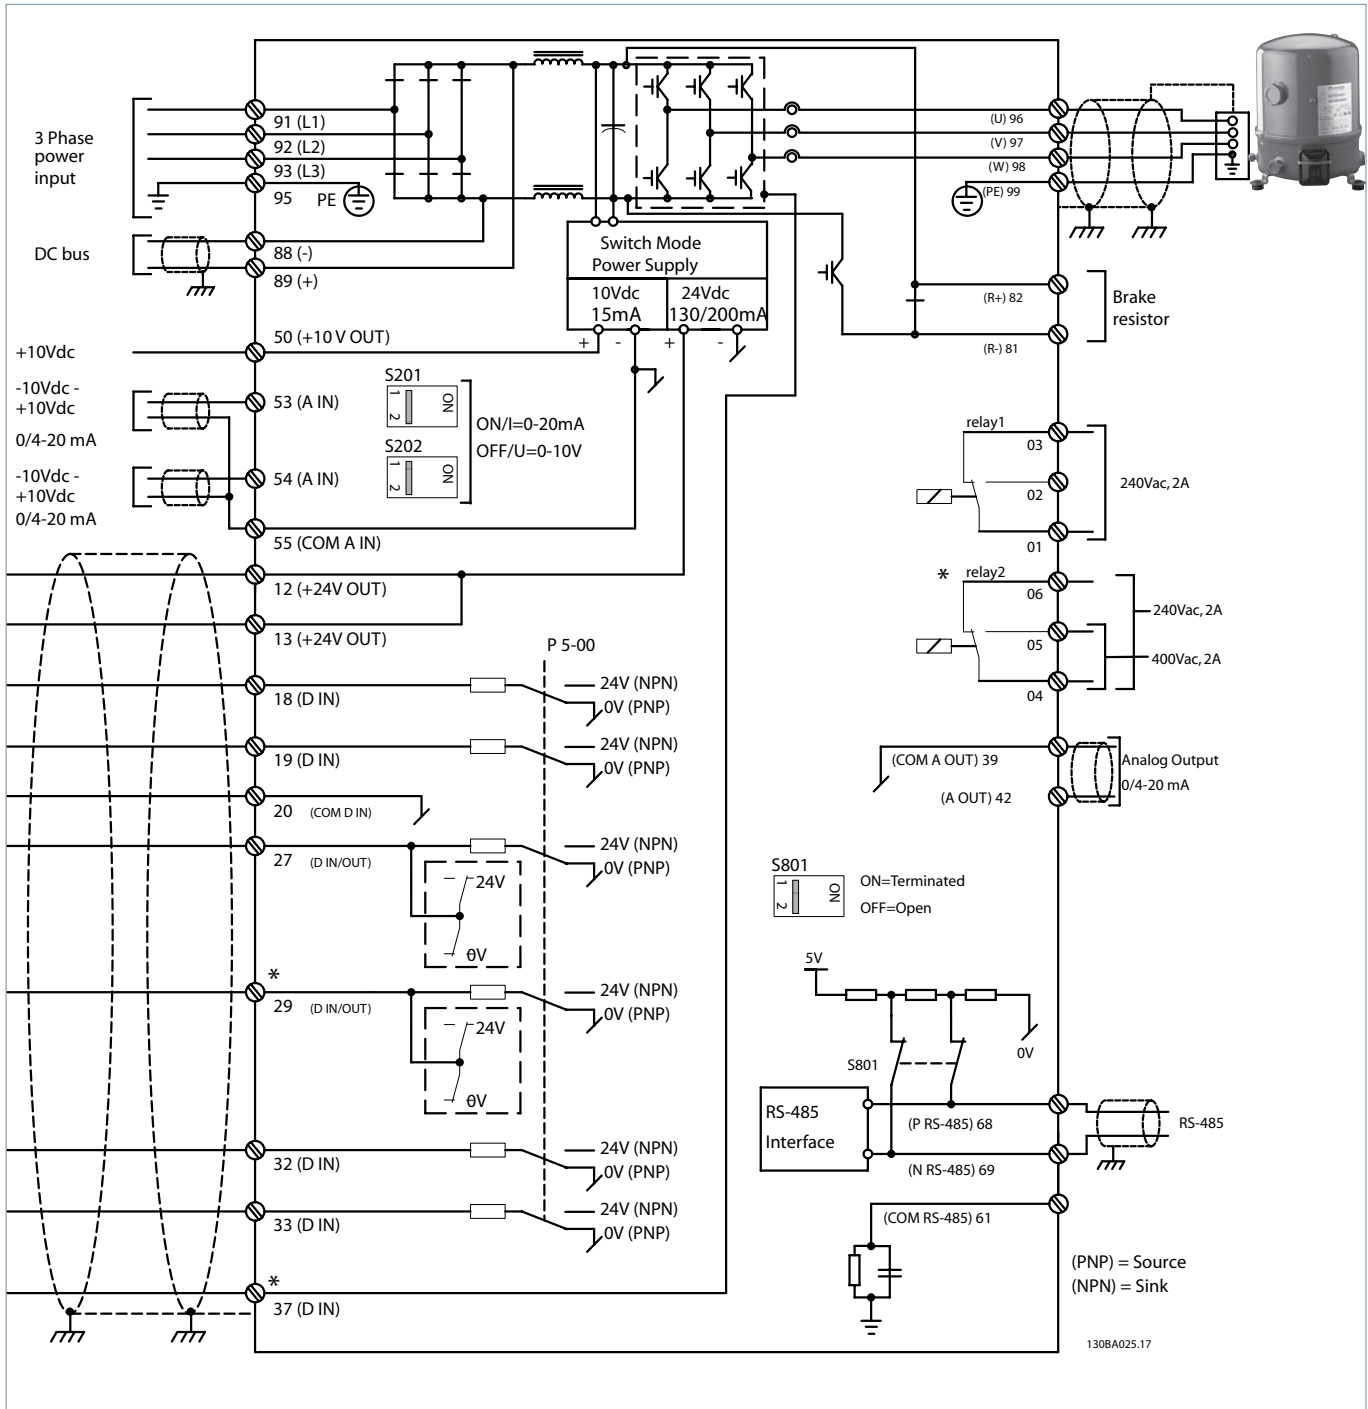 3 Phase
power
input
91 (L1)
92 (L2)
93 (L3)
95
PE
DC bus
88 (-)
89 (+)
Switch Mode
Power Supply
10Vdc
15mA
24Vdc
130/200mA
+
-
+
-
(U) 96
(V) 97
(W) 98
(PE) 99
(R+) 82
(R-) 81
Brake
resistor
+10Vdc
50 (+10 V OUT)
-10Vdc -
+10Vdc
0/4-20 mA
53 (A IN)
-10Vdc -
+10Vdc
0/4-20 mA
54 (A IN)
55 (COM A IN)
S201
1
2
ON
S202
1
2
ON
ON/I=0-20mA
OFF/U=0-10V
relay1
03
02
01
240Vac, 2A
*
relay2
06
05
04
240Vac, 2A
400Vac, 2A
12 (+24V OUT)
13 (+24V OUT)
P 5-00
18 (D IN)
24V (NPN)
0V (PNP)
19 (D IN)
24V (NPN)
0V (PNP)
20 (COM D IN)
27 (D IN/OUT)
24V (NPN)
0V (PNP)
24V
0V
*
29 (D IN/OUT)
24V (NPN)
0V (PNP)
24V
0V
32 (D IN)
24V (NPN)
0V (PNP)
33 (D IN)
24V (NPN)
0V (PNP)
*
37 (D IN)
(COM A OUT) 39
(A OUT) 42
Analog Output
0/4-20 mA
S801
1
2
ON
ON=Terminated
OFF=Open
5V
0V
S801
RS-485
Interface
(P RS-485) 68
(N RS-485) 69
RS-485
(COM RS-485) 61
(PNP) = Source
(NPN) = Sink
130BA025.17